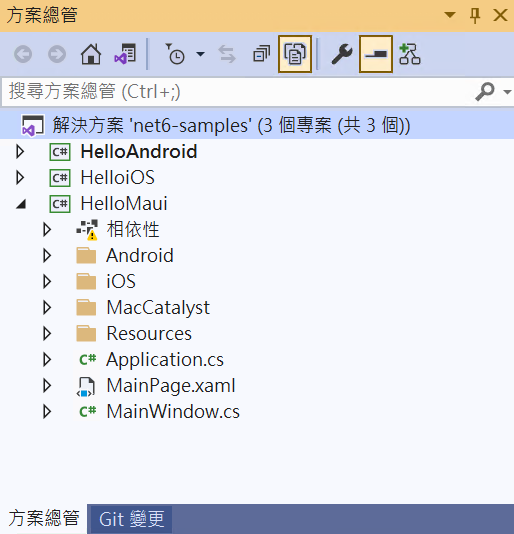 方案總管
搜尋方案總管 (Ctrl+;)
解決方案 'net6-samples' (3 個專案 (共 3 個))
C# HelloAndroid
C# HelloiOS
C# HelloMaui
相依性
Android
iOS
MacCatalyst
Resources
C# Application.cs
MainPage.xaml
C# MainWindow.cs
方案總管 Git 變更